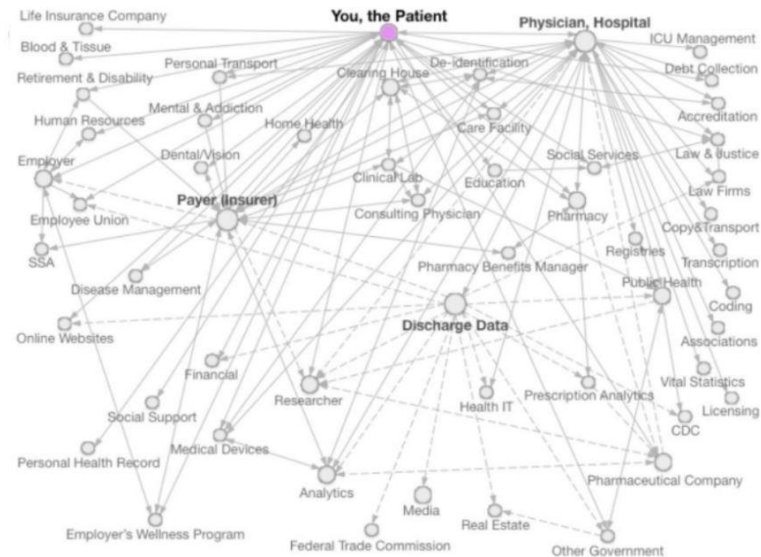 Life Insurance Company
You, the Patient
Physician, Hospital
ICU Management
Blood & Tissue
Personal Transport
De-identification
Debt Collection
Retirement & Disability
Clearing House
Mental & Addiction
Accreditation
Human Resources
Home Health
Care Facility
Dental/Vision
Social Services
Law & Justice
Employer
Clinical Lab
Education
Law Firms
Payer (Insurer)
Employee Union
Consulting Physician
Pharmacy
Copy&Transport
SSA
Registries
Transcription
Pharmacy Benefits Manager
Disease Management
Public Health
Coding
Discharge Data
Online Websites
Associations
Financial
Vital Statistics
Researcher
Health IT
Prescription Analytics
Licensing
Social Support
CDC
Medical Devices
Personal Health Record
Pharmaceutical Company
Analytics
Media
Real Estate
Employer's Wellness Program
Federal Trade Commission
Other Government